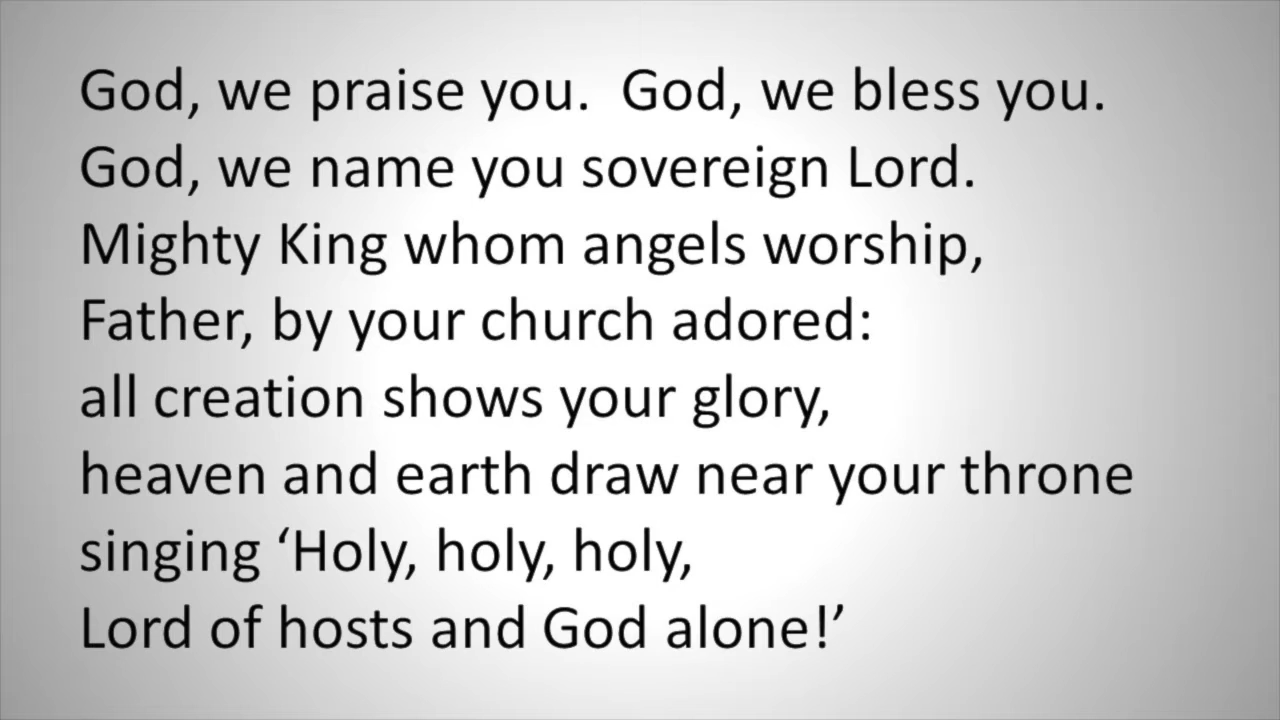 God, we praise you.  God, we bless you.
God, we name you sovereign Lord.
Mighty King whom angels worship,
Father, by your church adored:
all creation shows your glory,
heaven and earth draw near your throne
singing ‘Holy, holy, holy,
Lord of hosts and God alone!’